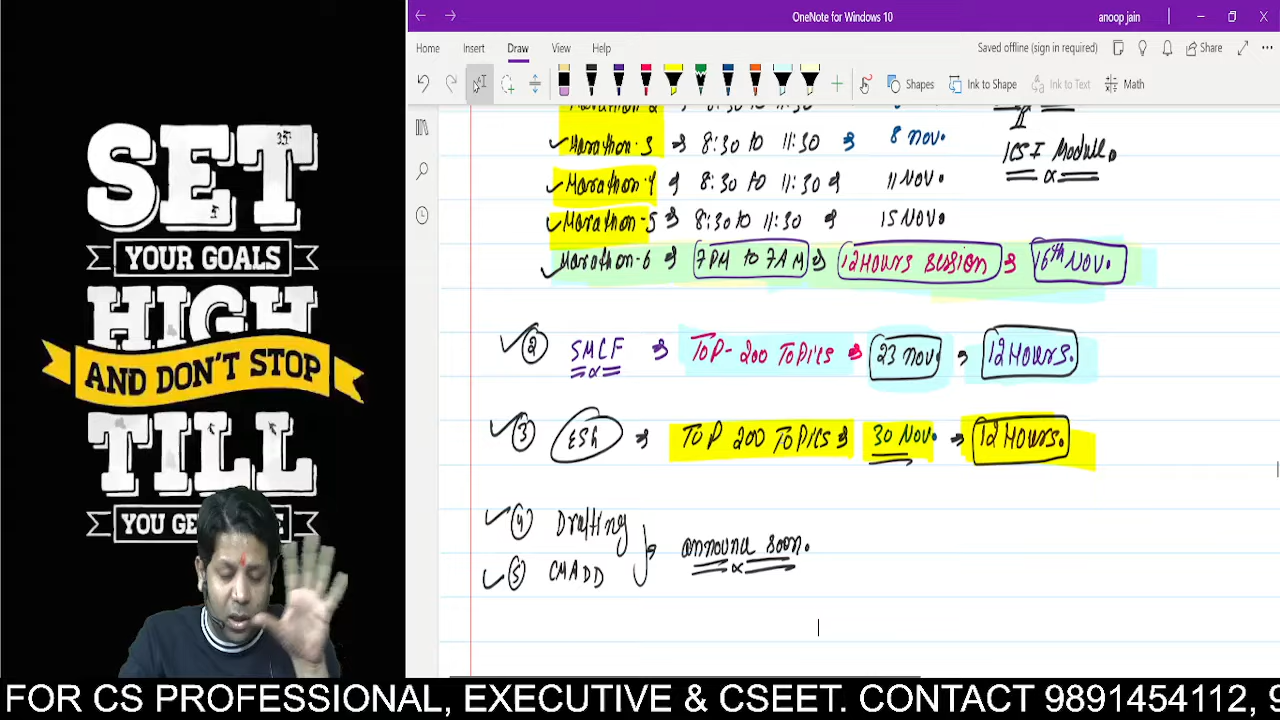 OneNote for Windows 10
anoop jain
Home Insert Draw View Help
Saved offline (sign in required)
Share
Shapes
Ink to Shape
Ink to Text
Math
Marathon-3 ⇒ 8:30 to 11:30 ⇒ 8 Nov.
ICSI Module.
Marathon-4 ⇒ 8:30 to 11:30 ⇒ 11 Nov.
Marathon-5 ⇒ 8:30 to 11:30 ⇒ 15 Nov.
Marathon-6 ⇒ 7PM to 7AM ⇒ 12 Hours Session ⇒ 16th Nov.
② SMCF ⇒ Top-200 Topics ⇒ 23 Nov. ⇒ 12 Hours.
③ ESh ⇒ Top 200 Topics ⇒ 30 Nov. ⇒ 12 Hours.
④ Drafting
announce soon.
⑤ CMADD
SET
YOUR GOALS
HIGH
AND DON'T STOP
TILL
YOU GE
FOR CS PROFESSIONAL, EXECUTIVE & CSEET. CONTACT 9891454112, S